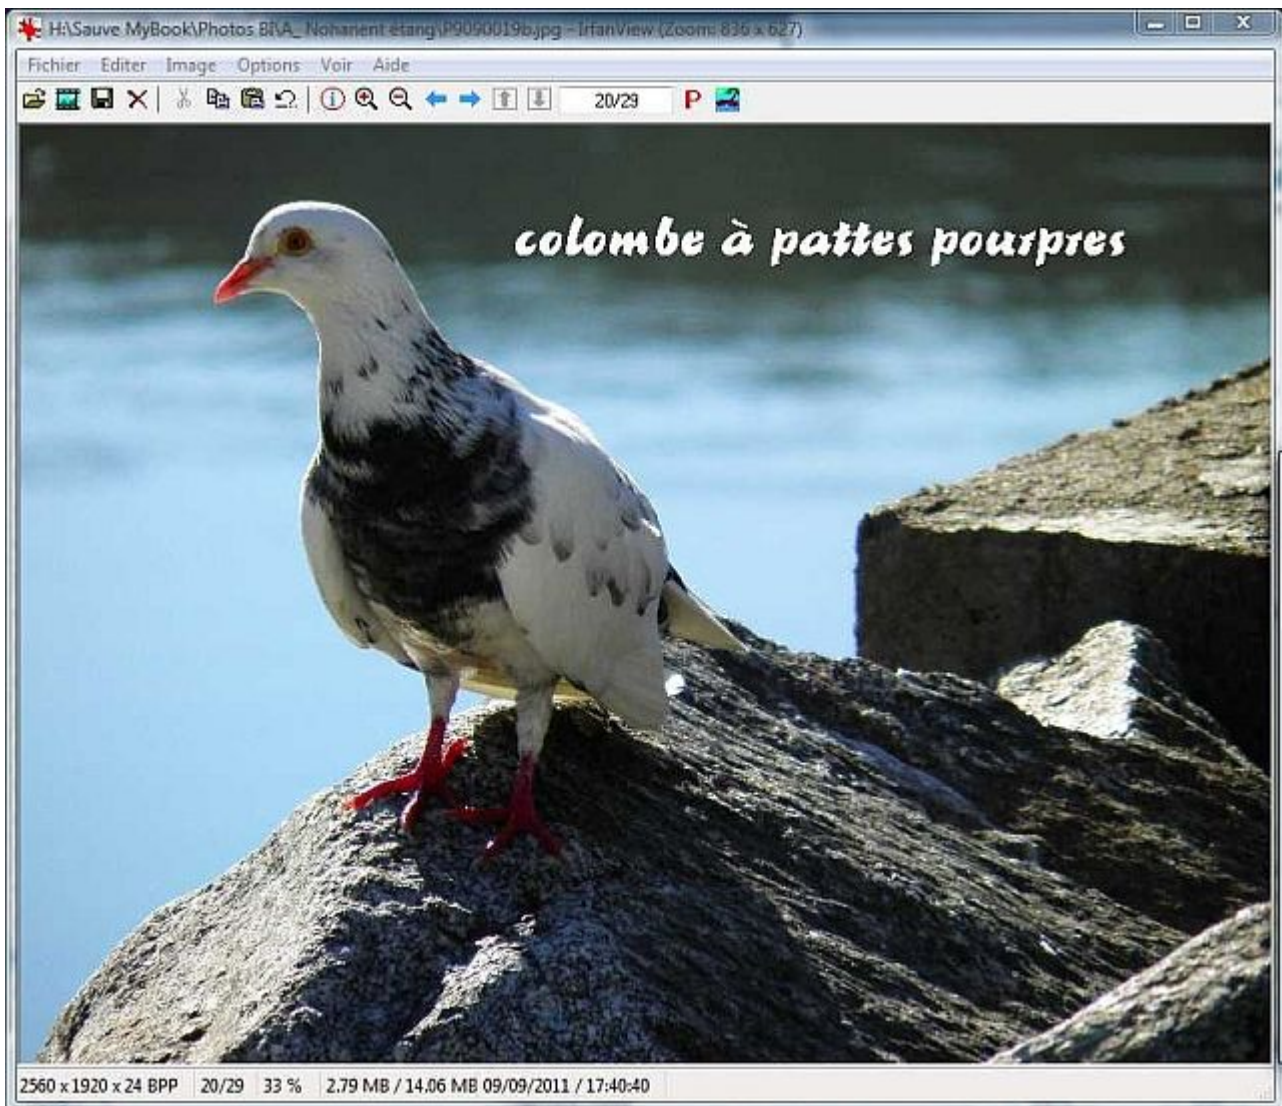 H:\Sauve MyBook\Photos BI\A_ Nohanent étang\P9090019b.jpg - IrfanView (Zoom: 836 x 627)
Fichier Editer Image Options Voir Aide
20/29 P
colombe à pattes pourpres
2560 x 1920 x 24 BPP 20/29 33 % 2.79 MB / 14.06 MB 09/09/2011 / 17:40:40